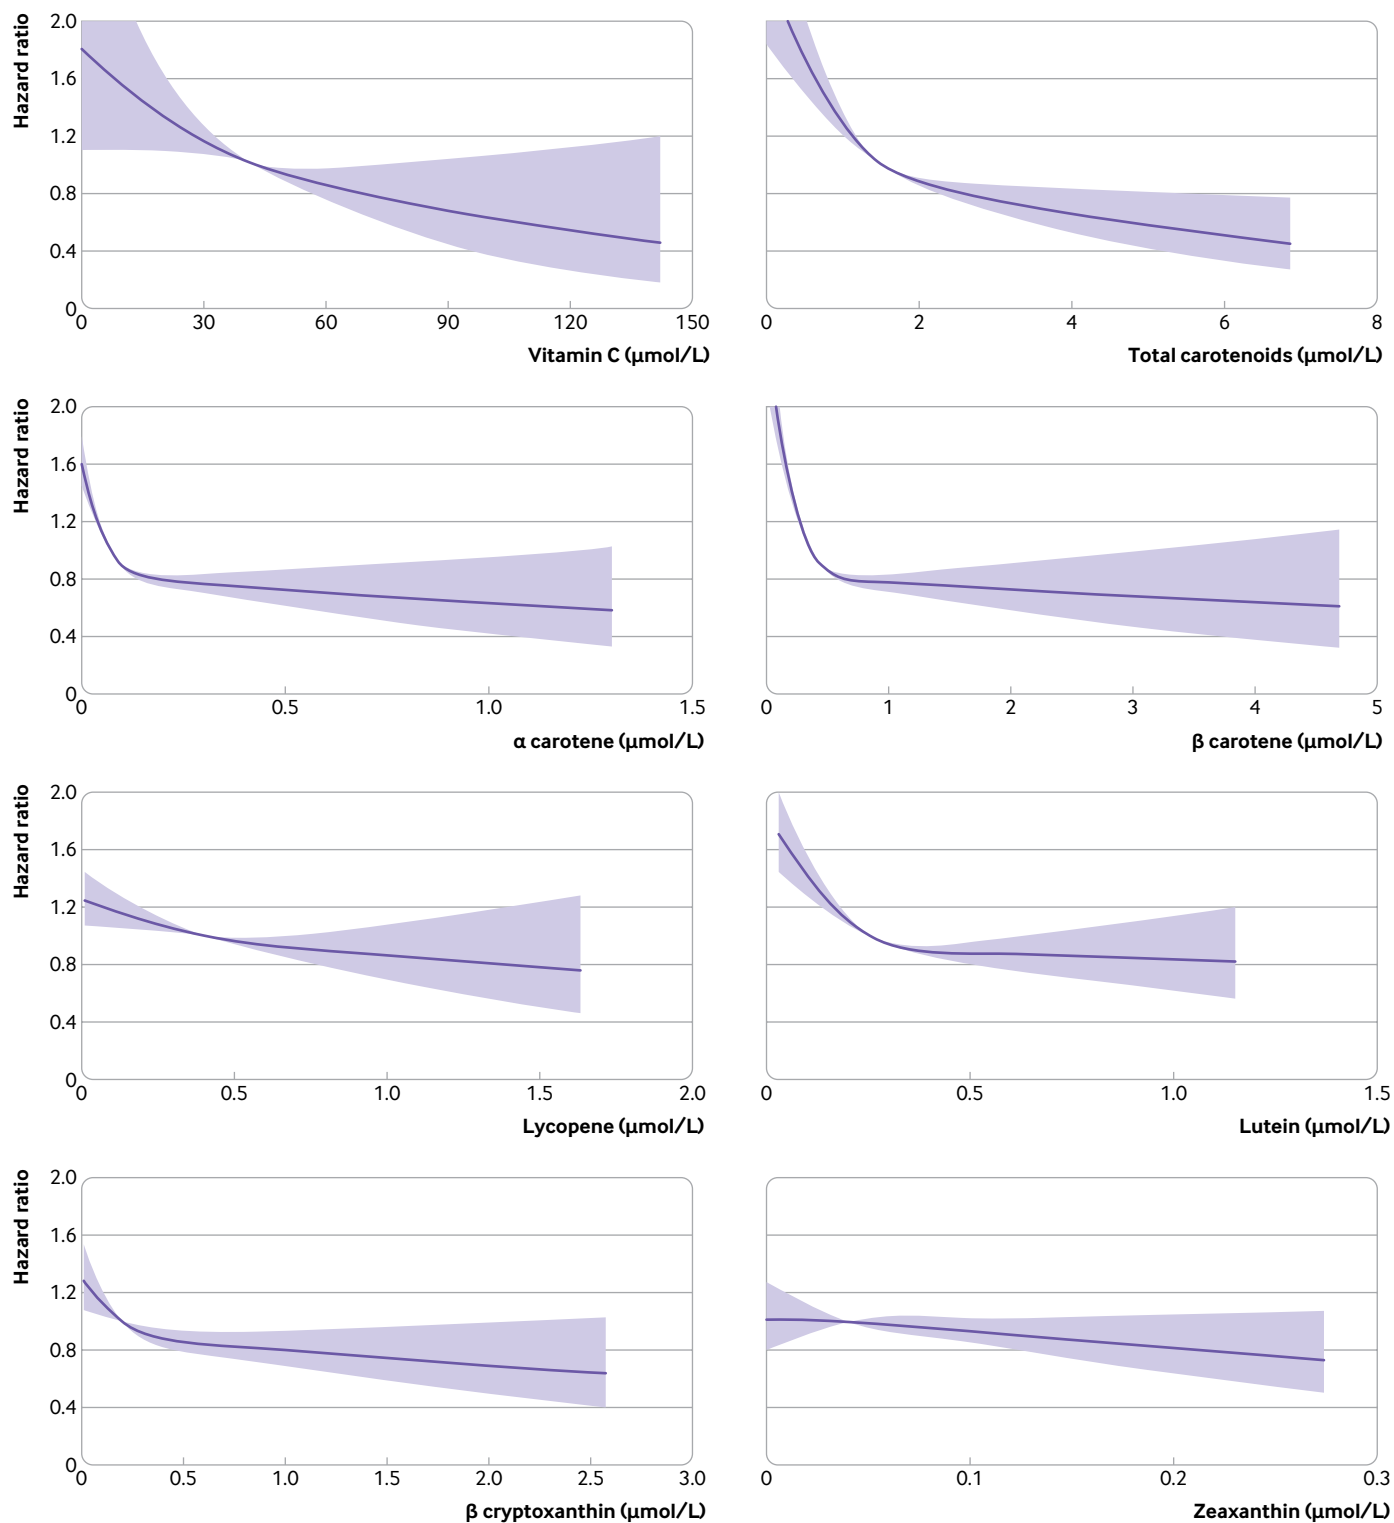 Hazard ratio
2.0
1.6
1.2
0.8
0.4
0
0 30 60 90 120 150
Vitamin C (μmol/L)
0 2 4 6 8
Total carotenoids (μmol/L)
Hazard ratio
2.0
1.6
1.2
0.8
0.4
0
0 0.5 1.0 1.5
α carotene (μmol/L)
0 1 2 3 4 5
β carotene (μmol/L)
Hazard ratio
2.0
1.6
1.2
0.8
0.4
0
0 0.5 1.0 1.5 2.0
Lycopene (μmol/L)
0 0.5 1.0 1.5
Lutein (μmol/L)
Hazard ratio
2.0
1.6
1.2
0.8
0.4
0
0 0.5 1.0 1.5 2.0 2.5 3.0
β cryptoxanthin (μmol/L)
0 0.1 0.2 0.3
Zeaxanthin (μmol/L)